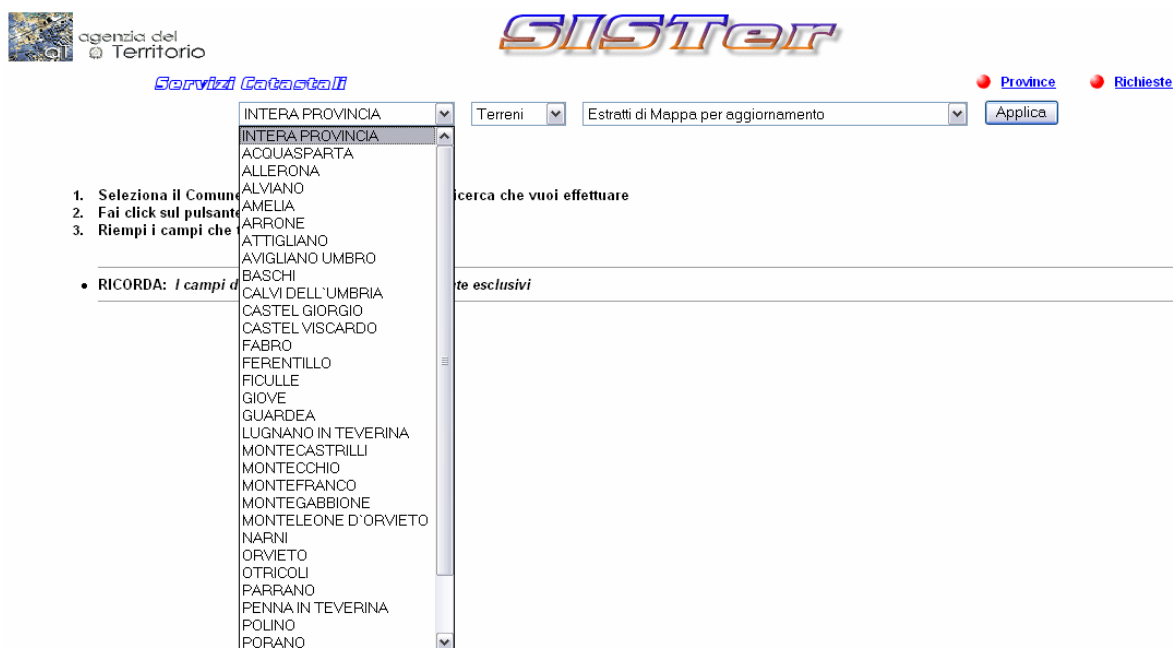 agenzia del
Territorio
SISTer
Servizi Catastali
Province
Richieste
INTERA PROVINCIA
Terreni
Estratti di Mappa per aggiornamento
Applica
INTERA PROVINCIA
ACQUASPARTA
ALLERONA
ALVIANO
AMELIA
ARRONE
ATTIGLIANO
AVIGLIANO UMBRO
BASCHI
CALVI DELL`UMBRIA
CASTEL GIORGIO
CASTEL VISCARDO
FABRO
FERENTILLO
FICULLE
GIOVE
GUARDEA
LUGNANO IN TEVERINA
MONTECASTRILLI
MONTECCHIO
MONTEFRANCO
MONTEGABBIONE
MONTELEONE D`ORVIETO
NARNI
ORVIETO
OTRICOLI
PARRANO
PENNA IN TEVERINA
POLINO
PORANO
1. Seleziona il Comune icerca che vuoi effettuare
2. Fai click sul pulsante
3. Riempi i campi che
• RICORDA: I campi d te esclusivi